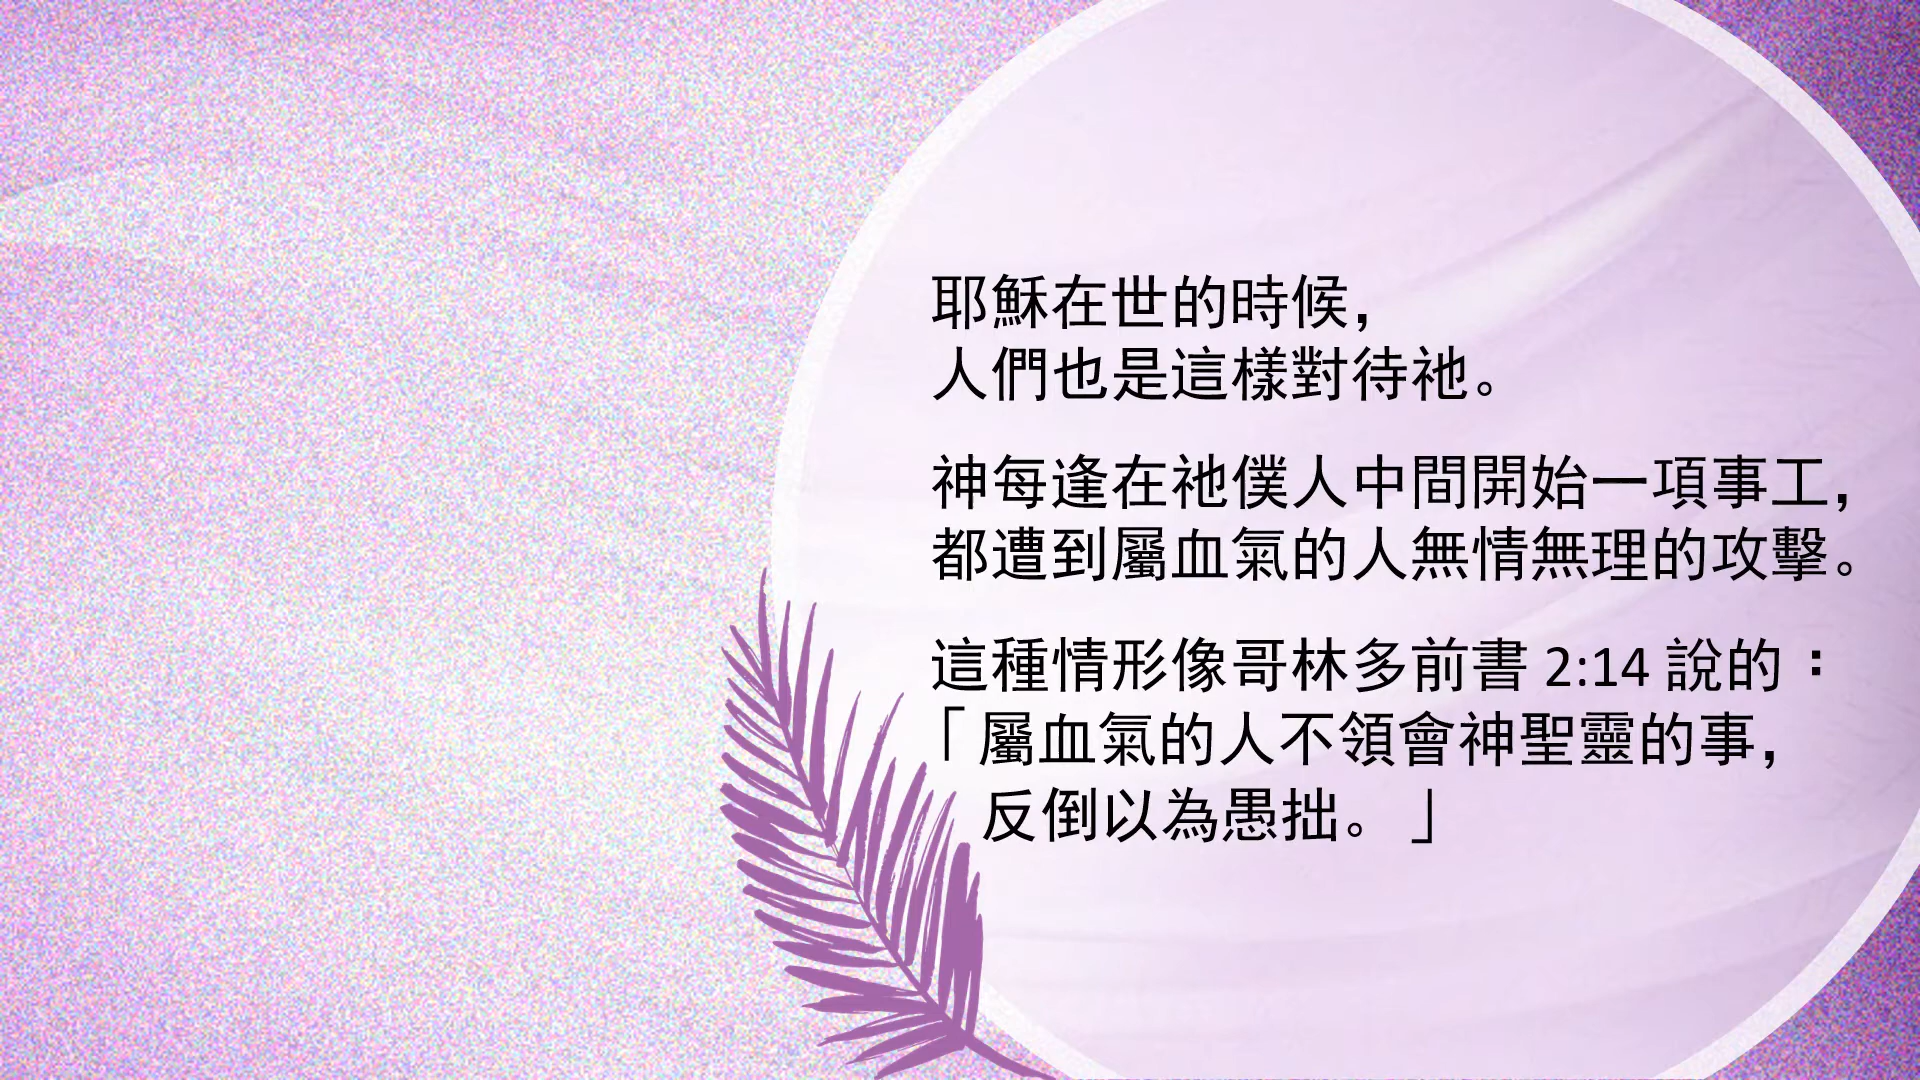 耶穌在世的時候，
人們也是這樣對待祂。
神每逢在祂僕人中間開始一項事工，
都遭到屬血氣的人無情無理的攻擊。
這種情形像哥林多前書 2:14 說的：
「屬血氣的人不領會神聖靈的事，
反倒以為愚拙。」